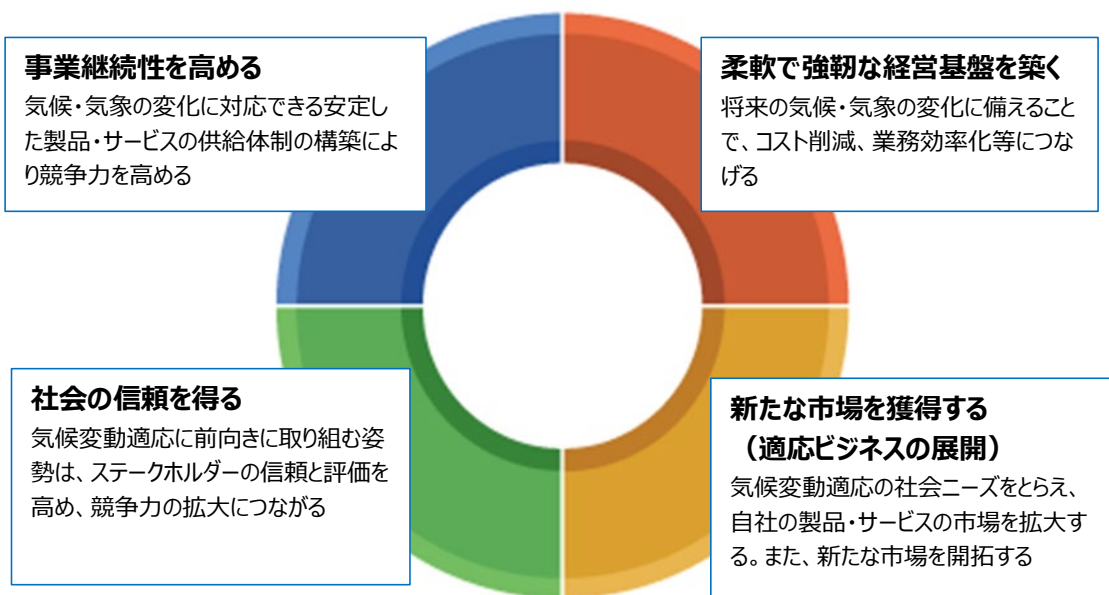 事業継続性を高める
気候・気象の変化に対応できる安定し
た製品・サービスの供給体制の構築によ
り競争力を高める
柔軟で強靭な経営基盤を築く
将来の気候・気象の変化に備えること
で、コスト削減、業務効率化等につな
げる
社会の信頼を得る
気候変動適応に前向きに取り組む姿
勢は、ステークホルダーの信頼と評価を
高め、競争力の拡大につながる
新たな市場を獲得する
（適応ビジネスの展開）
気候変動適応の社会ニーズをとらえ、
自社の製品・サービスの市場を拡大す
る。また、新たな市場を開拓する